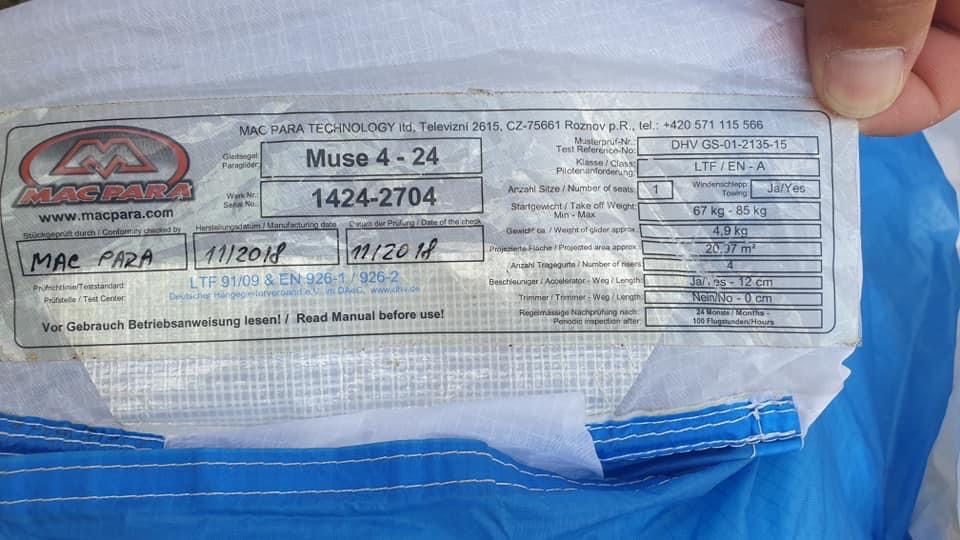 MAC PARA TECHNOLOGY ltd, Televizni 2615, CZ-75661 Roznov p.R., tel.: +420 571 115 566
MAC PARA
www.macpara.com
Gleitsegel: Paraglider: Muse 4 - 24
Werk Nr.: Serial No.: 1424-2704
Stückgeprüft durch / Conformity checked by
MAC PARA
Herstellungsdatum / Manufacturing date
11/2018
Datum der Prüfung / Date of the check
11/2018
Prüfrichtlinie/Teststandard: LTF 91/09 & EN 926-1 / 926-2
Prüfstelle / Test Center: Deutscher Hängegleiterverband e.V. im DAeC, www.dhv.de
Vor Gebrauch Betriebsanweisung lesen! / Read Manual before use!
Musterprüf-Nr.: Test Reference-No.: DHV GS-01-2135-15
Klasse / Class: Pilotenanforderung: LTF / EN - A
Anzahl Sitze / Number of seats: 1 Windenschlepp Towing: Ja/Yes
Startgewicht / Take off Weight: Min - Max 67 kg - 85 kg
Gewicht ca. / Weight of glider approx.: 4,9 kg
Projezierte Fläche / Projected area approx.: m²
Anzahl Tragegurte / Number of risers: 4
Beschleuniger / Accelerator - Weg / Length: Ja/Yes - 12 cm
Trimmer / Trimmer - Weg / Length: Nein/No - 0 cm
Regelmässige Nachprüfung nach: Periodic inspection after: 24 Monate / Months - 100 Flugstunden/Hours